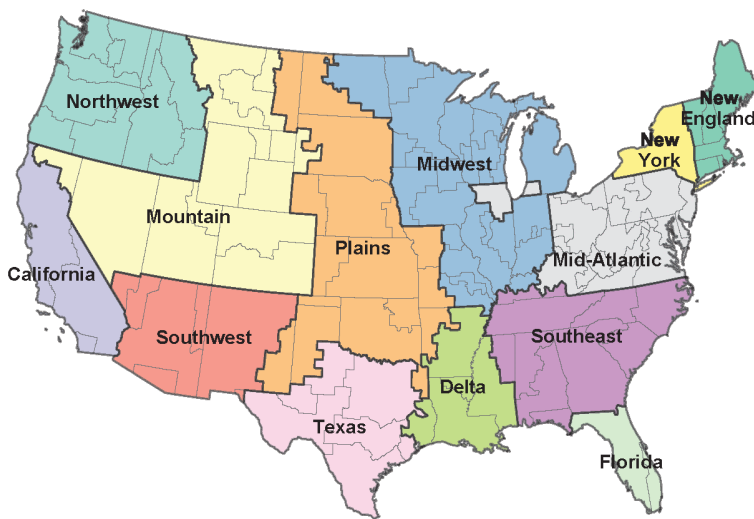 Northwest
New
England
New
York
Midwest
Mountain
Plains
Mid-Atlantic
California
Southwest
Southeast
Delta
Texas
Florida